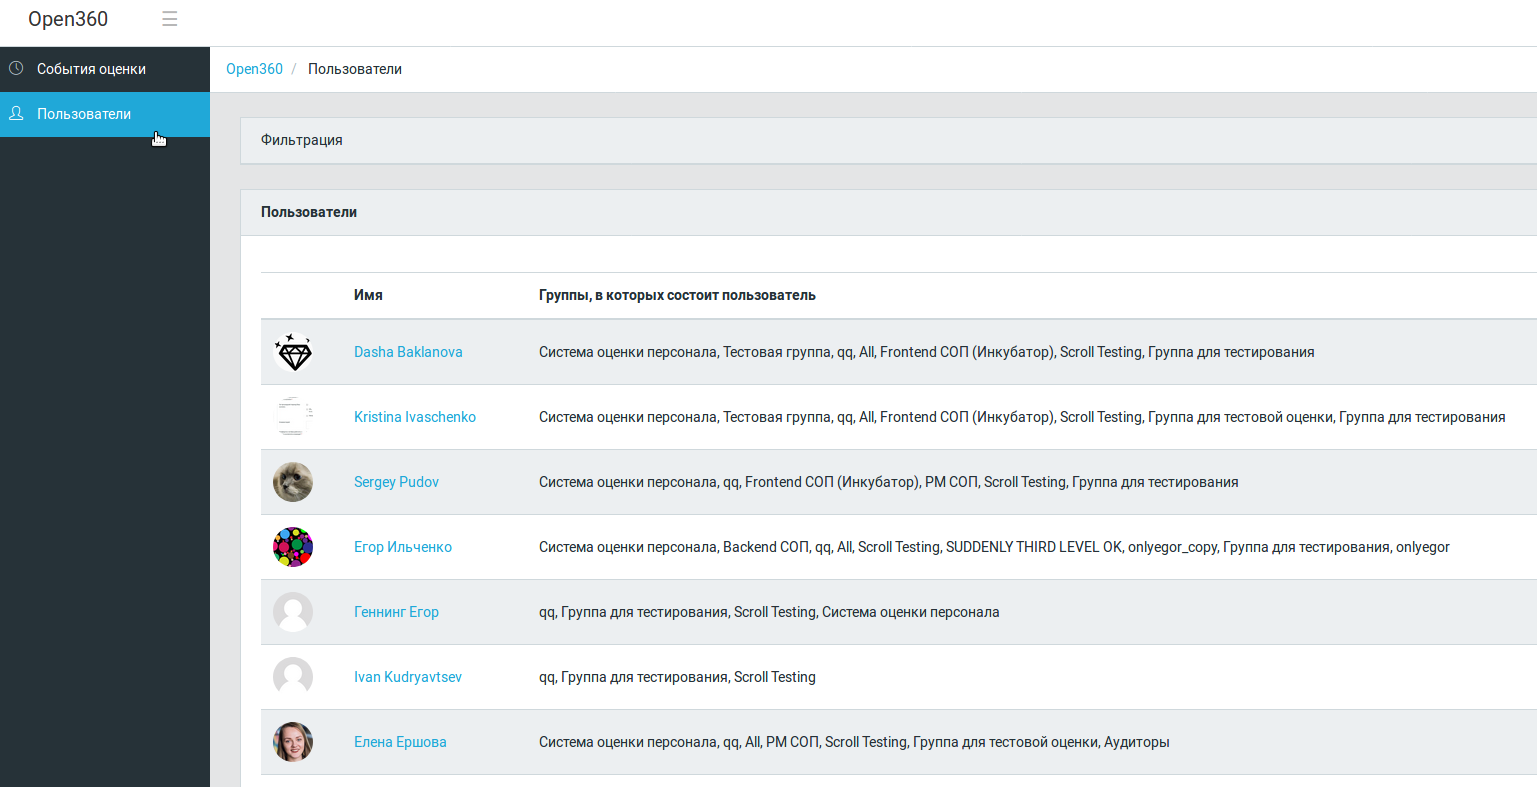 Open360
События оценки
Пользователи
Open360 / Пользователи
Фильтрация
Пользователи
Имя Группы, в которых состоит пользователь
Dasha Baklanova Система оценки персонала, Тестовая группа, qq, All, Frontend СОП (Инкубатор), Scroll Testing, Группа для тестирования
Kristina Ivaschenko Система оценки персонала, Тестовая группа, qq, All, Frontend СОП (Инкубатор), Scroll Testing, Группа для тестовой оценки, Группа для тестирования
Sergey Pudov Система оценки персонала, qq, Frontend СОП (Инкубатор), PM СОП, Scroll Testing, Группа для тестирования
Егор Ильченко Система оценки персонала, Backend СОП, qq, All, Scroll Testing, SUDDENLY THIRD LEVEL OK, onlyegor_copy, Группа для тестирования, onlyegor
Геннинг Егор qq, Группа для тестирования, Scroll Testing, Система оценки персонала
Ivan Kudryavtsev qq, Группа для тестирования, Scroll Testing
Елена Ершова Система оценки персонала, qq, All, PM СОП, Scroll Testing, Группа для тестовой оценки, Аудиторы